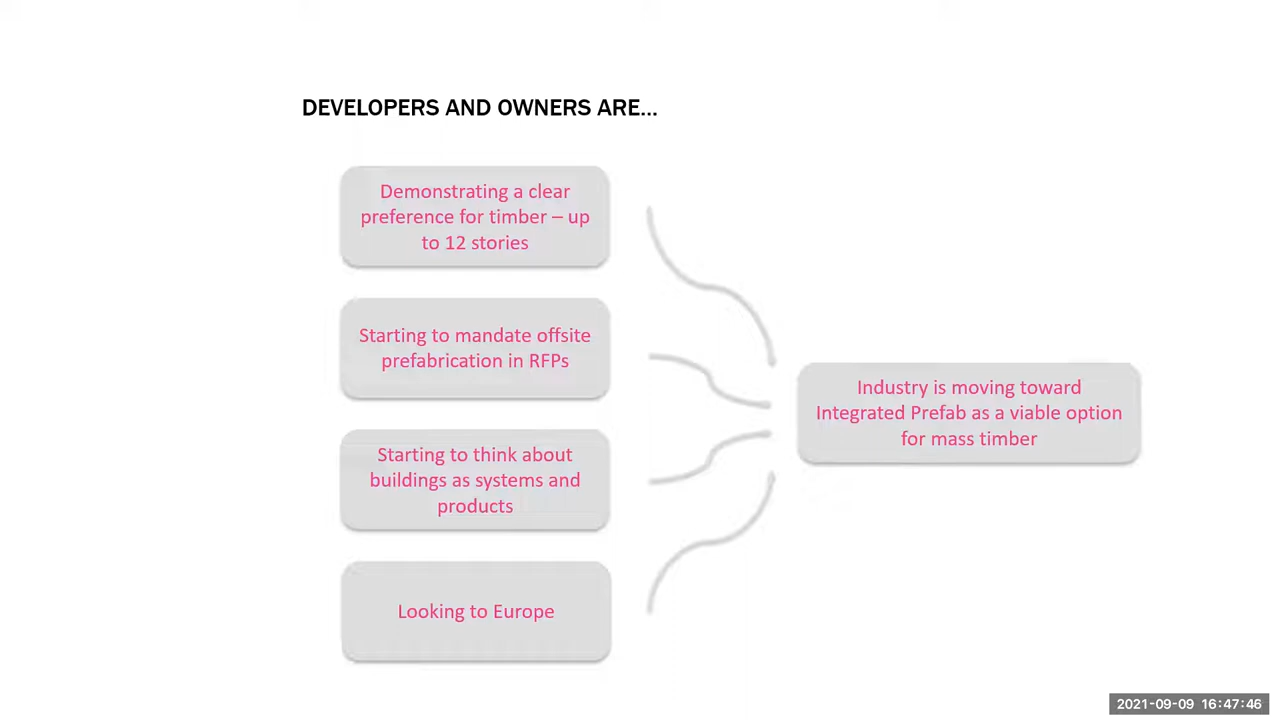 DEVELOPERS AND OWNERS ARE...
Demonstrating a clear
preference for timber – up
to 12 stories
Starting to mandate offsite
prefabrication in RFPs
Starting to think about
buildings as systems and
products
Looking to Europe
Industry is moving toward
Integrated Prefab as a viable option
for mass timber
2021-09-09 16:47:46